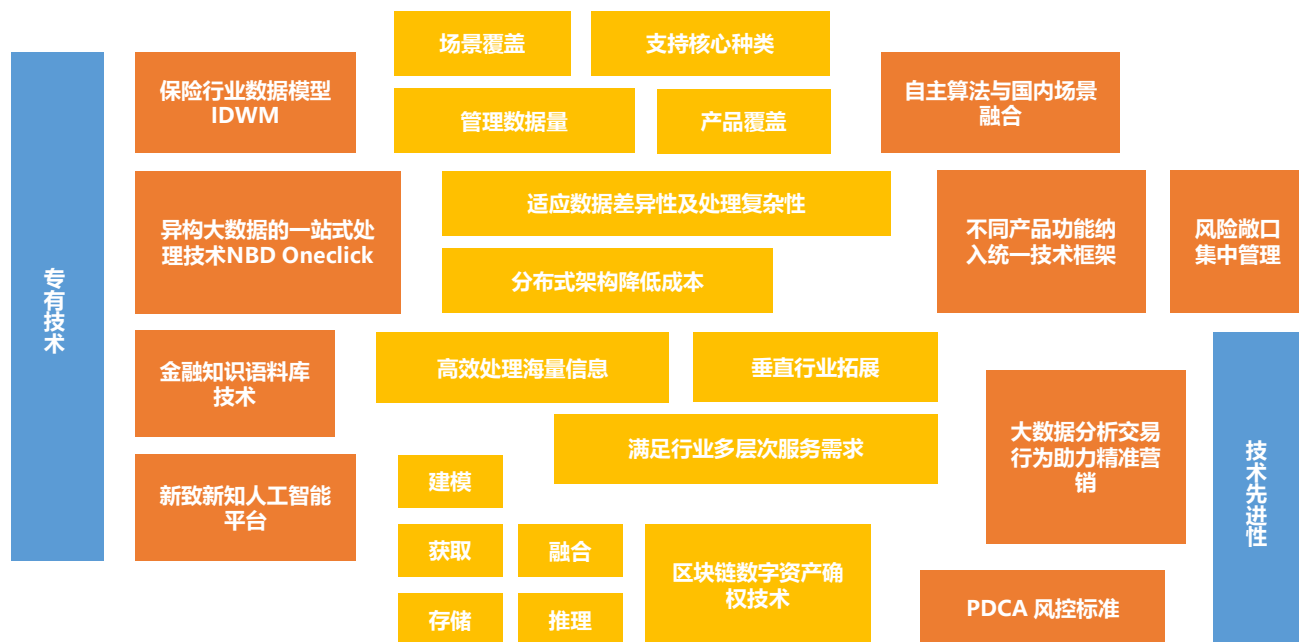 场景覆盖
支持核心种类
保险行业数据模型
IDWM
管理数据量
产品覆盖
自主算法与国内场景
融合
专有技术
异构大数据的一站式处
理技术NBD Oneclick
适应数据差异性及处理复杂性
分布式架构降低成本
不同产品功能纳
入统一技术框架
风险敞口
集中管理
金融知识语料库
技术
高效处理海量信息
垂直行业拓展
满足行业多层次服务需求
大数据分析交易
行为助力精准营
销
技术先进性
新致新知人工智能
平台
建模
获取
融合
存储
推理
区块链数字资产确
权技术
PDCA 风控标准